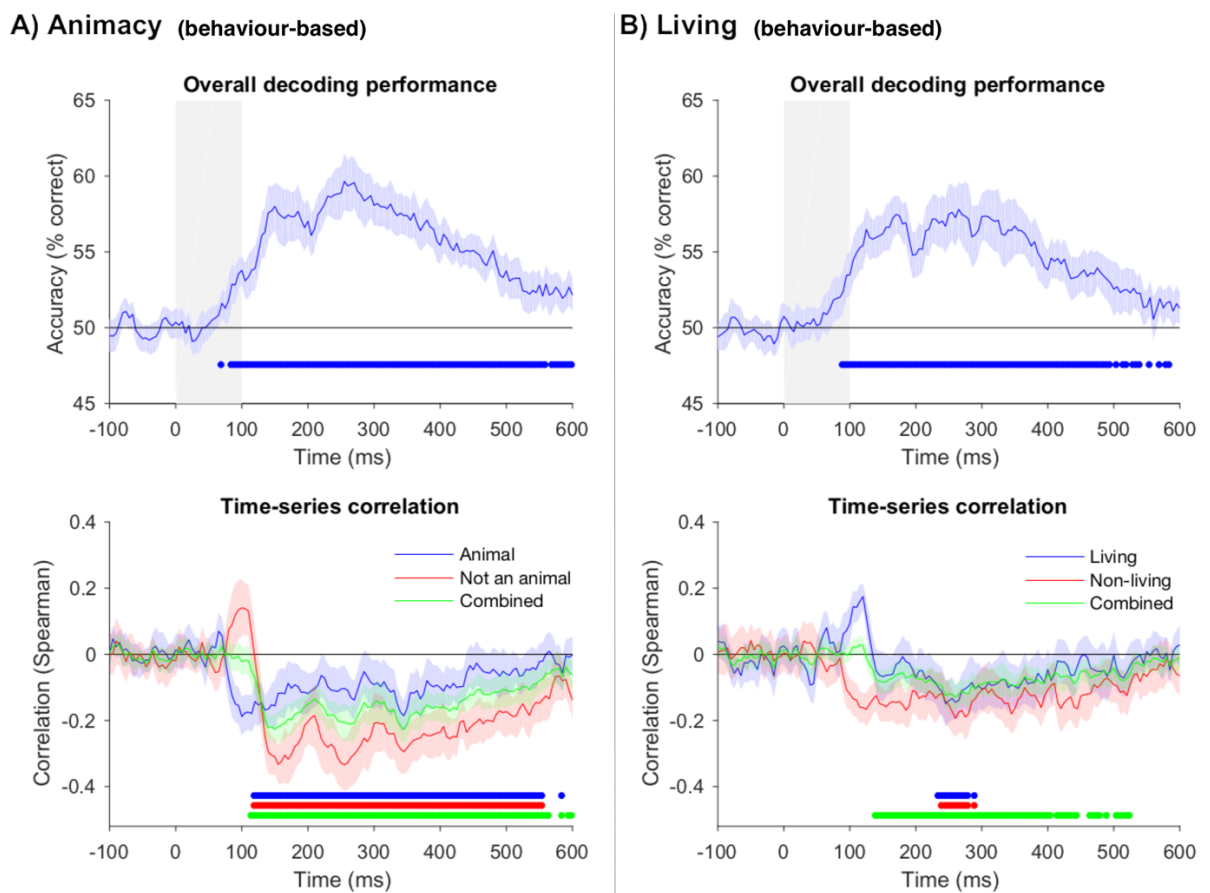 A) Animacy (behaviour-based)
Overall decoding performance
65
60
55
50
45
Accuracy (% correct)
-100 0 100 200 300 400 500 600
Time (ms)
Time-series correlation
0.4
0.2
0
-0.2
-0.4
Correlation (Spearman)
Animal
Not an animal
Combined
-100 0 100 200 300 400 500 600
Time (ms)
B) Living (behaviour-based)
Overall decoding performance
65
60
55
50
45
Accuracy (% correct)
-100 0 100 200 300 400 500 600
Time (ms)
Time-series correlation
0.4
0.2
0
-0.2
-0.4
Correlation (Spearman)
Living
Non-living
Combined
-100 0 100 200 300 400 500 600
Time (ms)